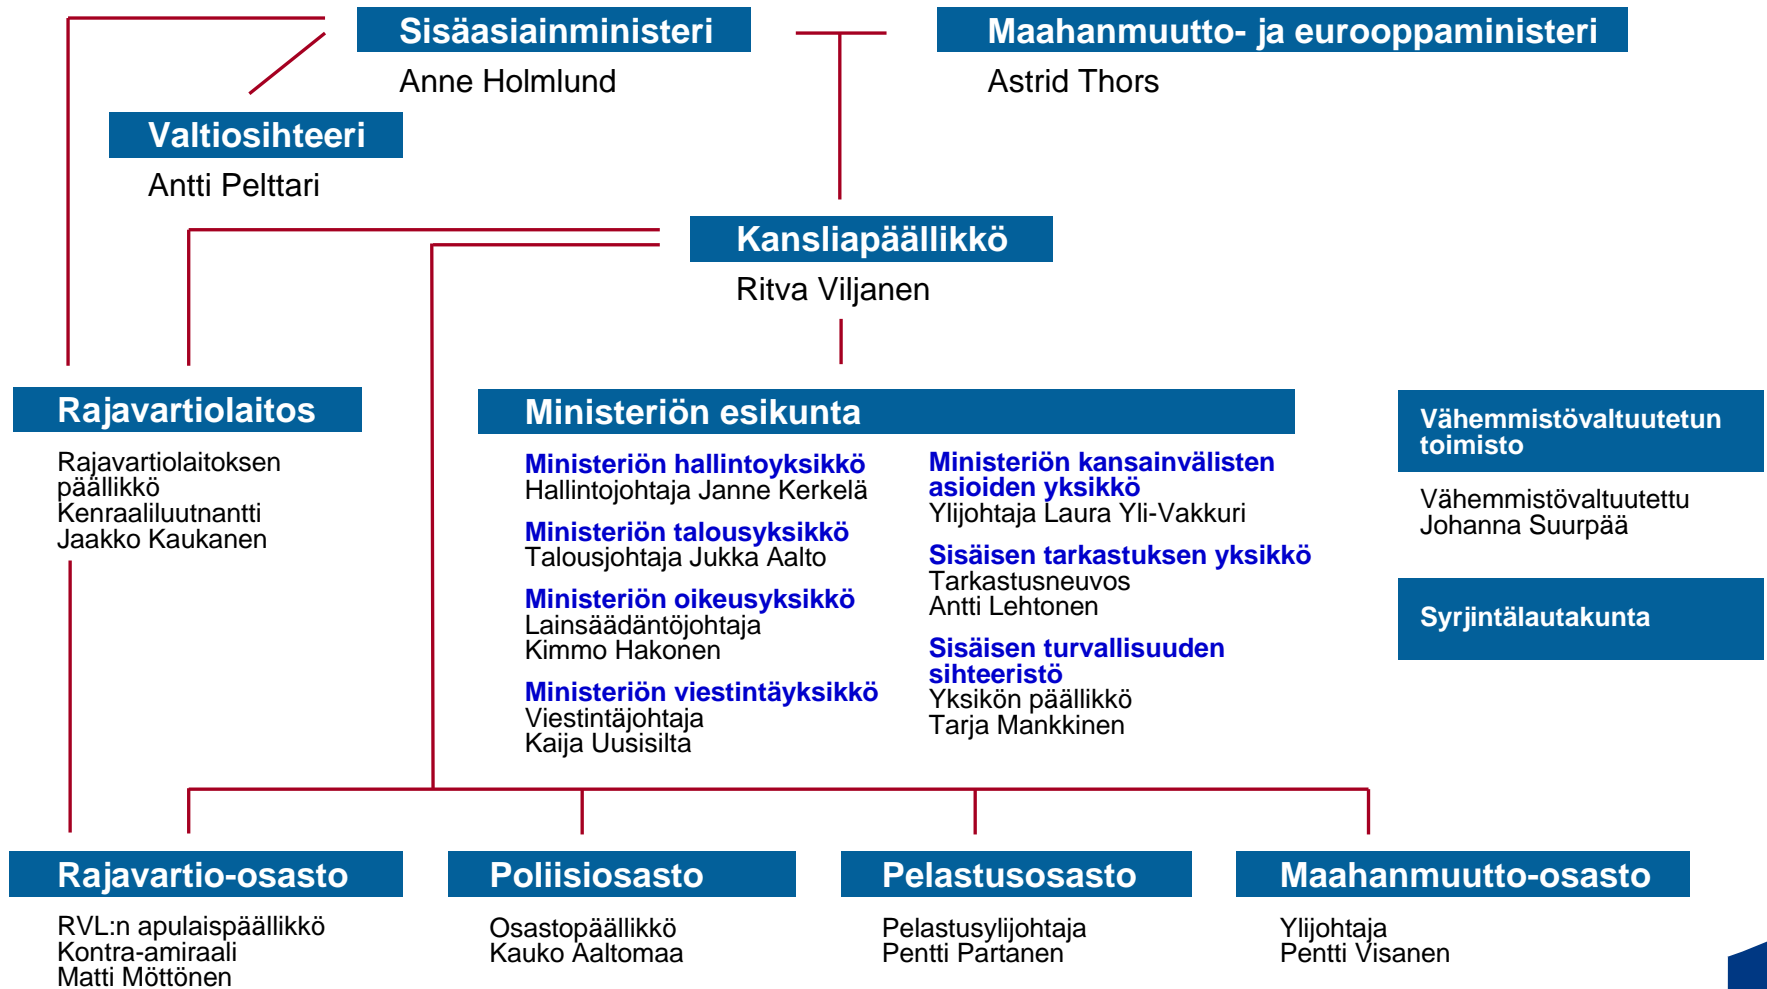 Sisäasiainministeri
Anne Holmlund
Maahanmuutto- ja eurooppaministeri
Astrid Thors
Valtiosihteeri
Antti Pelttari
Kansliapäällikkö
Ritva Viljanen
Rajavartiolaitos
Rajavartiolaitoksen
päällikkö
Kenraaliluutnantti
Jaakko Kaukanen
Ministeriön esikunta
Ministeriön hallintoyksikkö
Hallintojohtaja Janne Kerkelä
Ministeriön talousyksikkö
Talousjohtaja Jukka Aalto
Ministeriön oikeusyksikkö
Lainsäädäntöjohtaja
Kimmo Hakonen
Ministeriön viestintäyksikkö
Viestintäjohtaja
Kaija Uusisilta
Ministeriön kansainvälisten
asioiden yksikkö
Ylijohtaja Laura Yli-Vakkuri
Sisäisen tarkastuksen yksikkö
Tarkastusneuvos
Antti Lehtonen
Sisäisen turvallisuuden
sihteeristö
Yksikön päällikkö
Tarja Mankkinen
Vähemmistövaltuutetun
toimisto
Vähemmistövaltuutettu
Johanna Suurpää
Syrjintälautakunta
Rajavartio-osasto
RVL:n apulaispäällikkö
Kontra-amiraali
Matti Möttönen
Poliisiosasto
Osastopäällikkö
Kauko Aaltomaa
Pelastusosasto
Pelastusylijohtaja
Pentti Partanen
Maahanmuutto-osasto
Ylijohtaja
Pentti Visanen